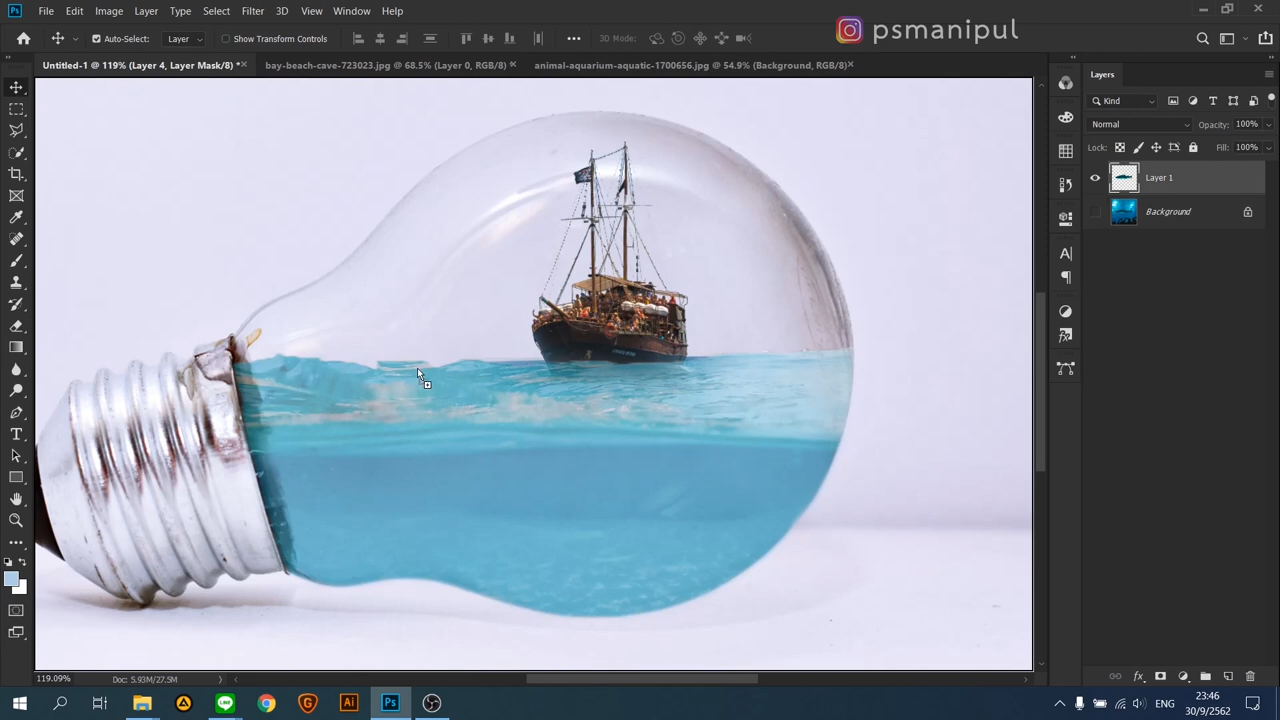 Ps File Edit Image Layer Type Select Filter 3D View Window Help
psmanipul
Auto-Select: Layer Show Transform Controls 3D Mode:
Untitled-1 @ 119% (Layer 4, Layer Mask/8) * bay-beach-cave-723023.jpg @ 68.5% (Layer 0, RGB/8) animal-aquarium-aquatic-1700656.jpg @ 54.9% (Background, RGB/8)
Layers
Kind
Normal Opacity: 100%
Lock: Fill: 100%
Layer 1
Background
119.09% Doc: 5.93M/27.5M
Ai Ps ENG 23:46
30/9/2562